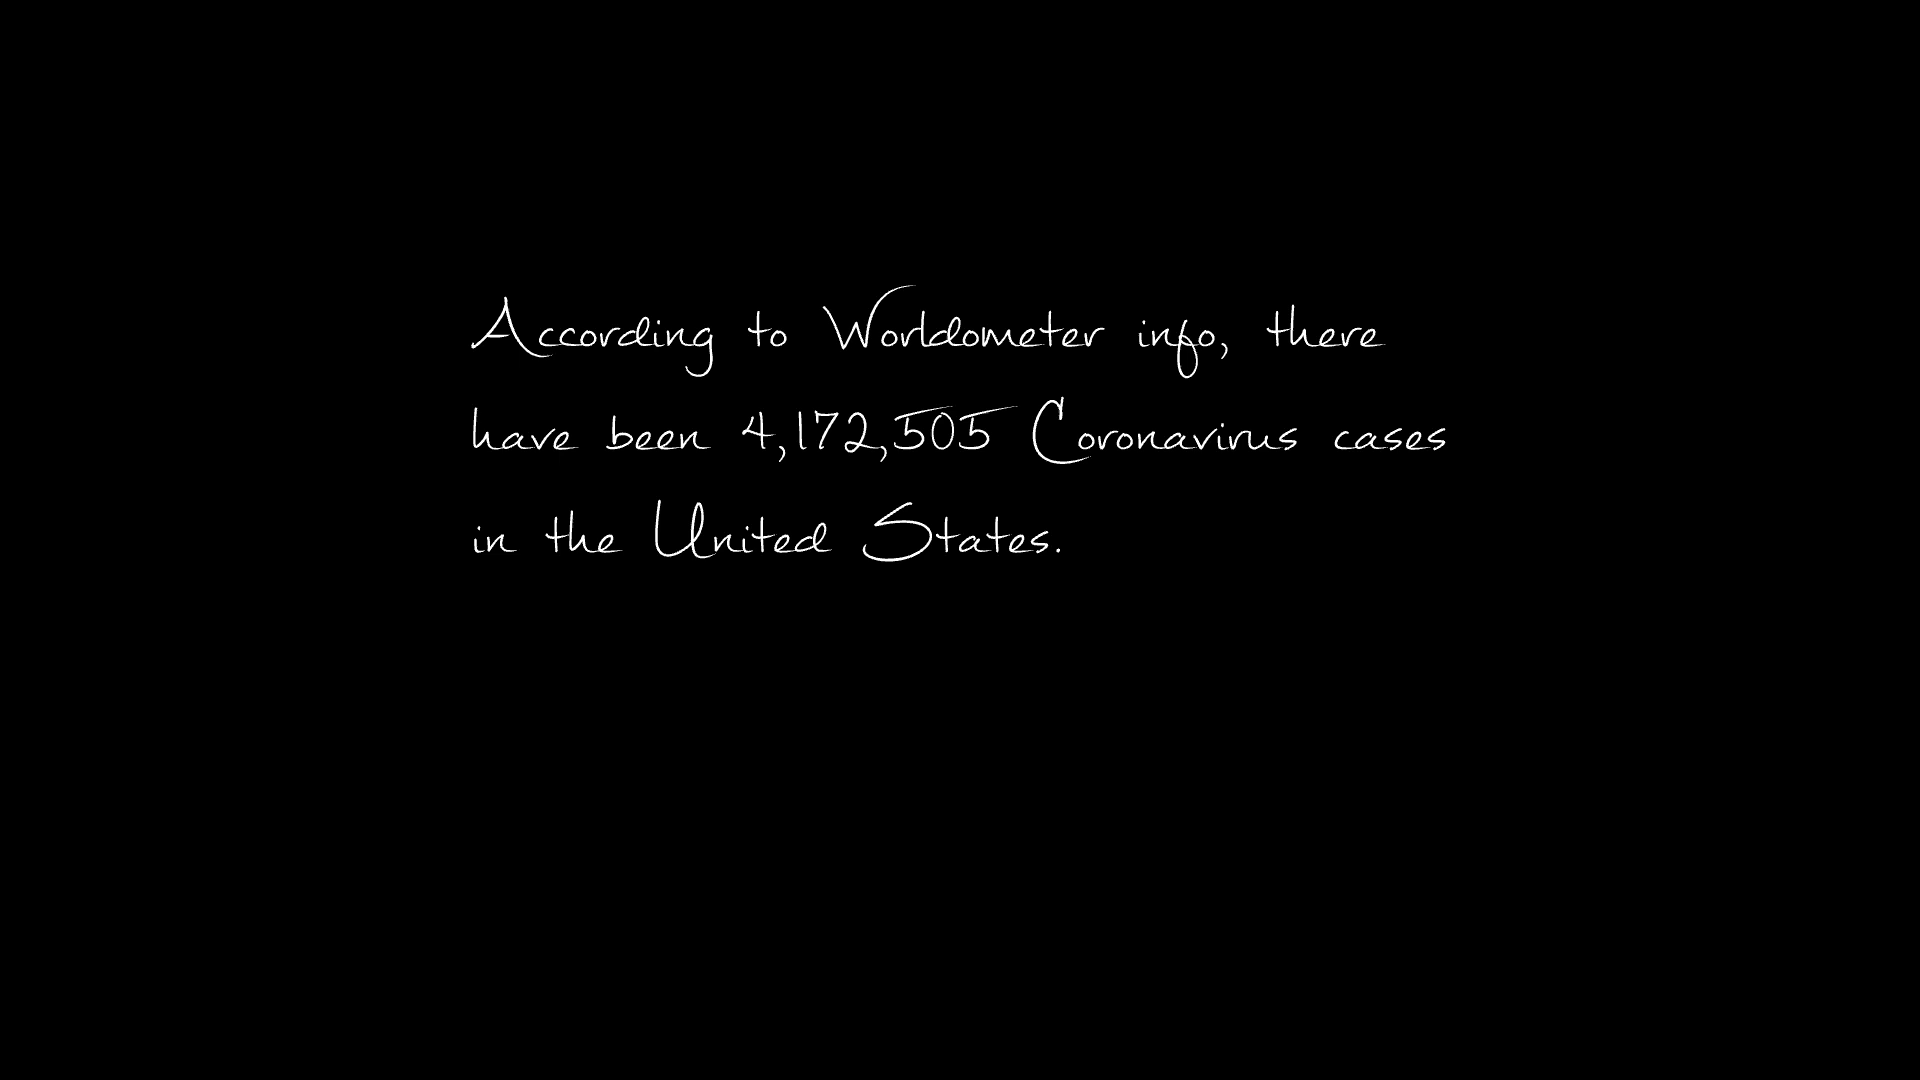 According to Worldometer info, there
have been 4,172,505 Coronavirus cases
in the United States.